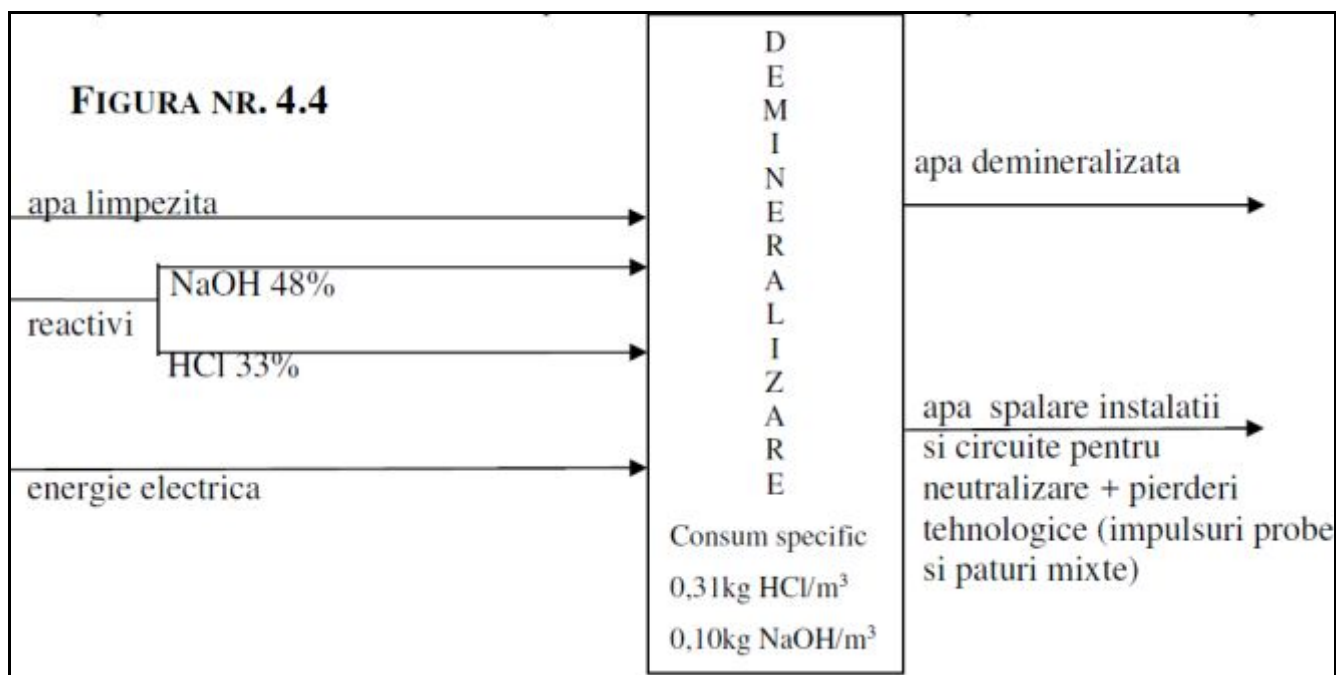 FIGURA NR. 4.4
apa limpezita
reactivi
NaOH 48%
HCl 33%
energie electrica
D
E
M
I
N
E
R
A
L
I
Z
A
R
E
Consum specific
0,31kg HCl/m³
0,10kg NaOH/m³
apa demineralizata
apa spalare instalatii
si circuite pentru
neutralizare + pierderi
tehnologice (impulsuri probe
si paturi mixte)